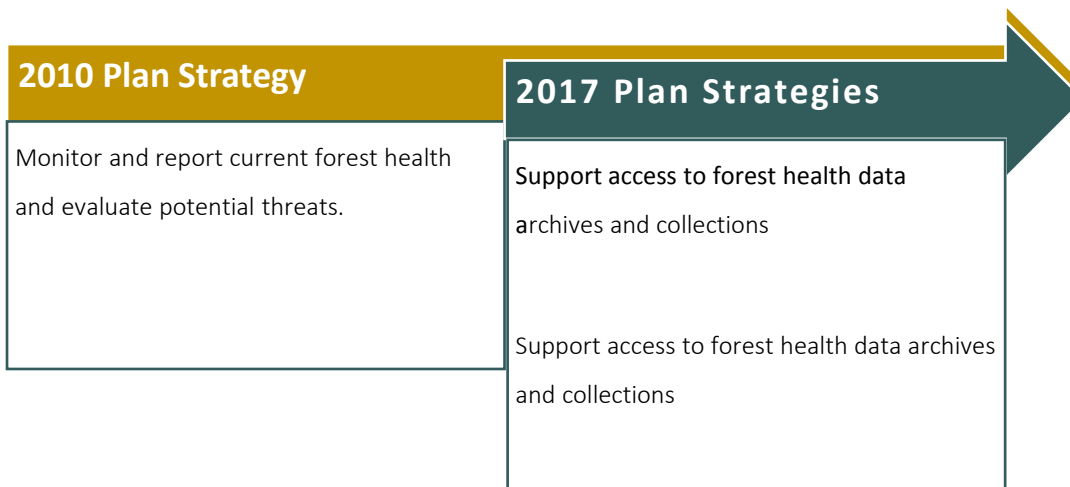 2010 Plan Strategy
Monitor and report current forest health
and evaluate potential threats.
2017 Plan Strategies
Support access to forest health data
archives and collections
Support access to forest health data archives
and collections